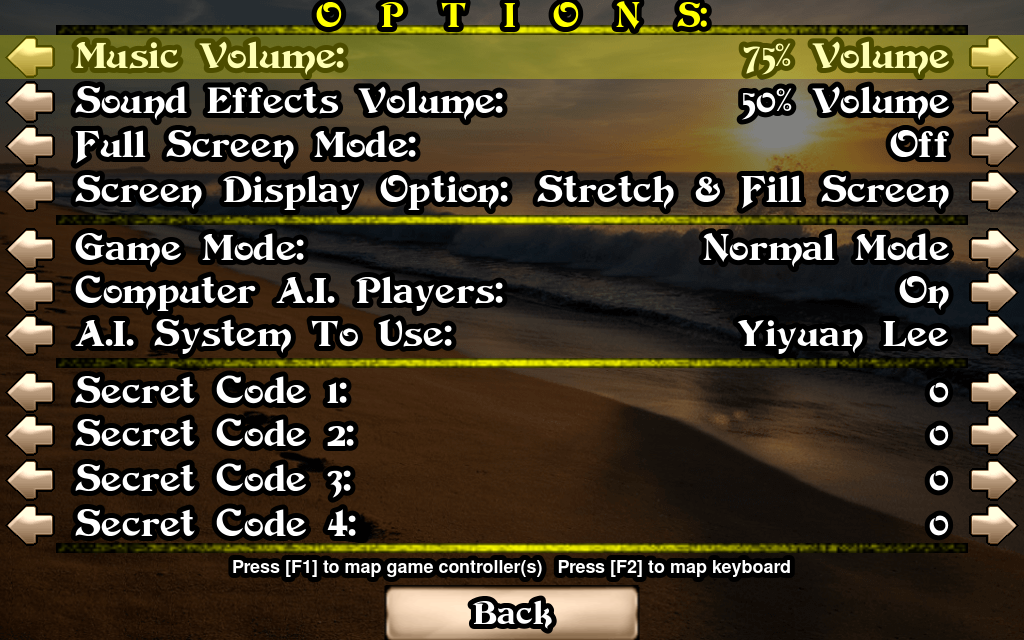 OPTIONS:
Music Volume: 75% Volume
Sound Effects Volume: 50% Volume
Full Screen Mode: Off
Screen Display Option: Stretch & Fill Screen
Game Mode: Normal Mode
Computer A.I. Players: On
A.I. System To Use: Yiyuan Lee
Secret Code 1: 0
Secret Code 2: 0
Secret Code 3: 0
Secret Code 4: 0
Press [F1] to map game controller(s) Press [F2] to map keyboard
Back